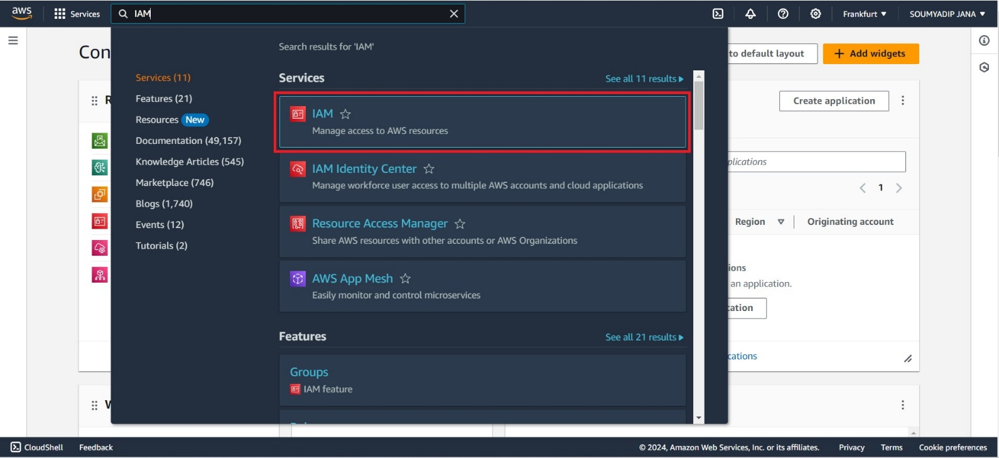 aws
Services
IAM
Frankfurt
SOUMYADIP JANA
Con
to default layout
Add widgets
Search results for 'IAM'
Services (11)
Features (21)
Resources New
Documentation (49,157)
Knowledge Articles (545)
Marketplace (746)
Blogs (1,740)
Events (12)
Tutorials (2)
Services
See all 11 results
IAM
Manage access to AWS resources
IAM Identity Center
Manage workforce user access to multiple AWS accounts and cloud applications
Resource Access Manager
Share AWS resources with other accounts or AWS Organizations
AWS App Mesh
Easily monitor and control microservices
Features
See all 21 results
Groups
IAM feature
Create application
plications
1
Region
Originating account
ions
an application.
cation
cations
CloudShell
Feedback
© 2024, Amazon Web Services, Inc. or its affiliates.
Privacy
Terms
Cookie preferences